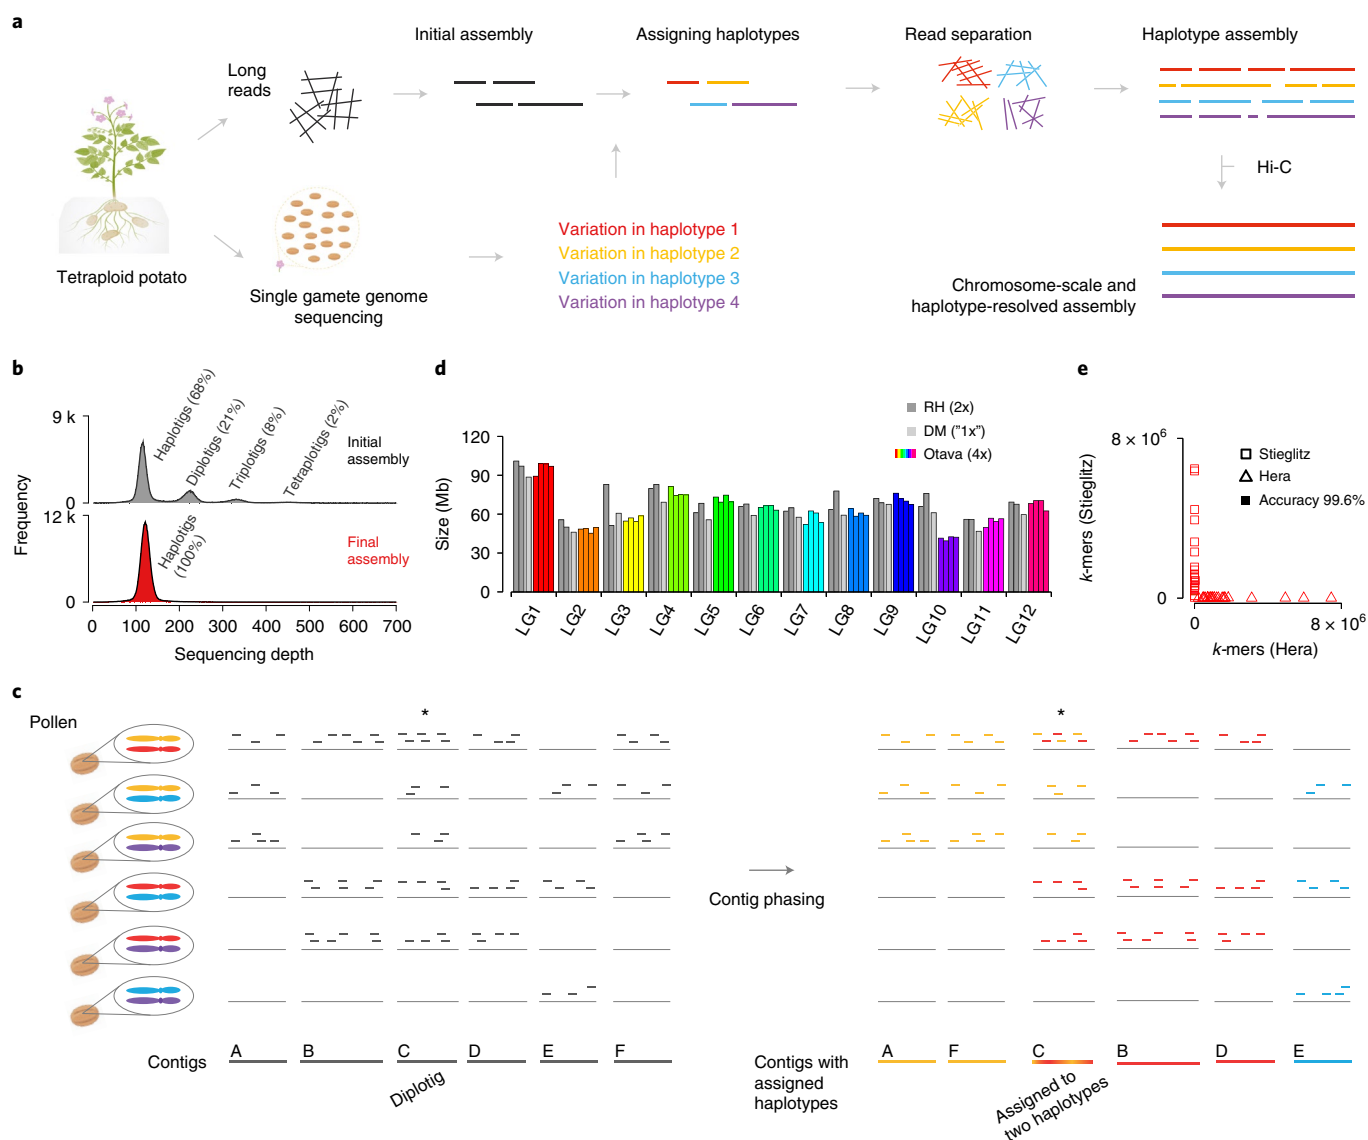 a
Initial assembly
Assigning haplotypes
Read separation
Haplotype assembly
Long
reads
Hi-C
Variation in haplotype 1
Variation in haplotype 2
Variation in haplotype 3
Variation in haplotype 4
Tetraploid potato
Single gamete genome
sequencing
Chromosome-scale and
haplotype-resolved assembly
b
9 k
0
12 k
0
Frequency
Haplotigs (68%)
Diplotigs (21%)
Triplotigs (8%)
Tetraplotigs (2%)
Initial
assembly
Haplotigs
(100%)
Final
assembly
0 100 200 300 400 500 600 700
Sequencing depth
d
RH (2x)
DM ("1x")
Otava (4x)
120
90
60
30
0
Size (Mb)
LG1 LG2 LG3 LG4 LG5 LG6 LG7 LG8 LG9 LG10 LG11 LG12
e
8 × 10⁶
0
k-mers (Stieglitz)
Stieglitz
Hera
Accuracy 99.6%
0 8 × 10⁶
k-mers (Hera)
c
Pollen
*
*
Contig phasing
Contigs
A B C D E F
Diplotig
Contigs with
assigned
haplotypes
A F C B D E
Assigned to
two haplotypes